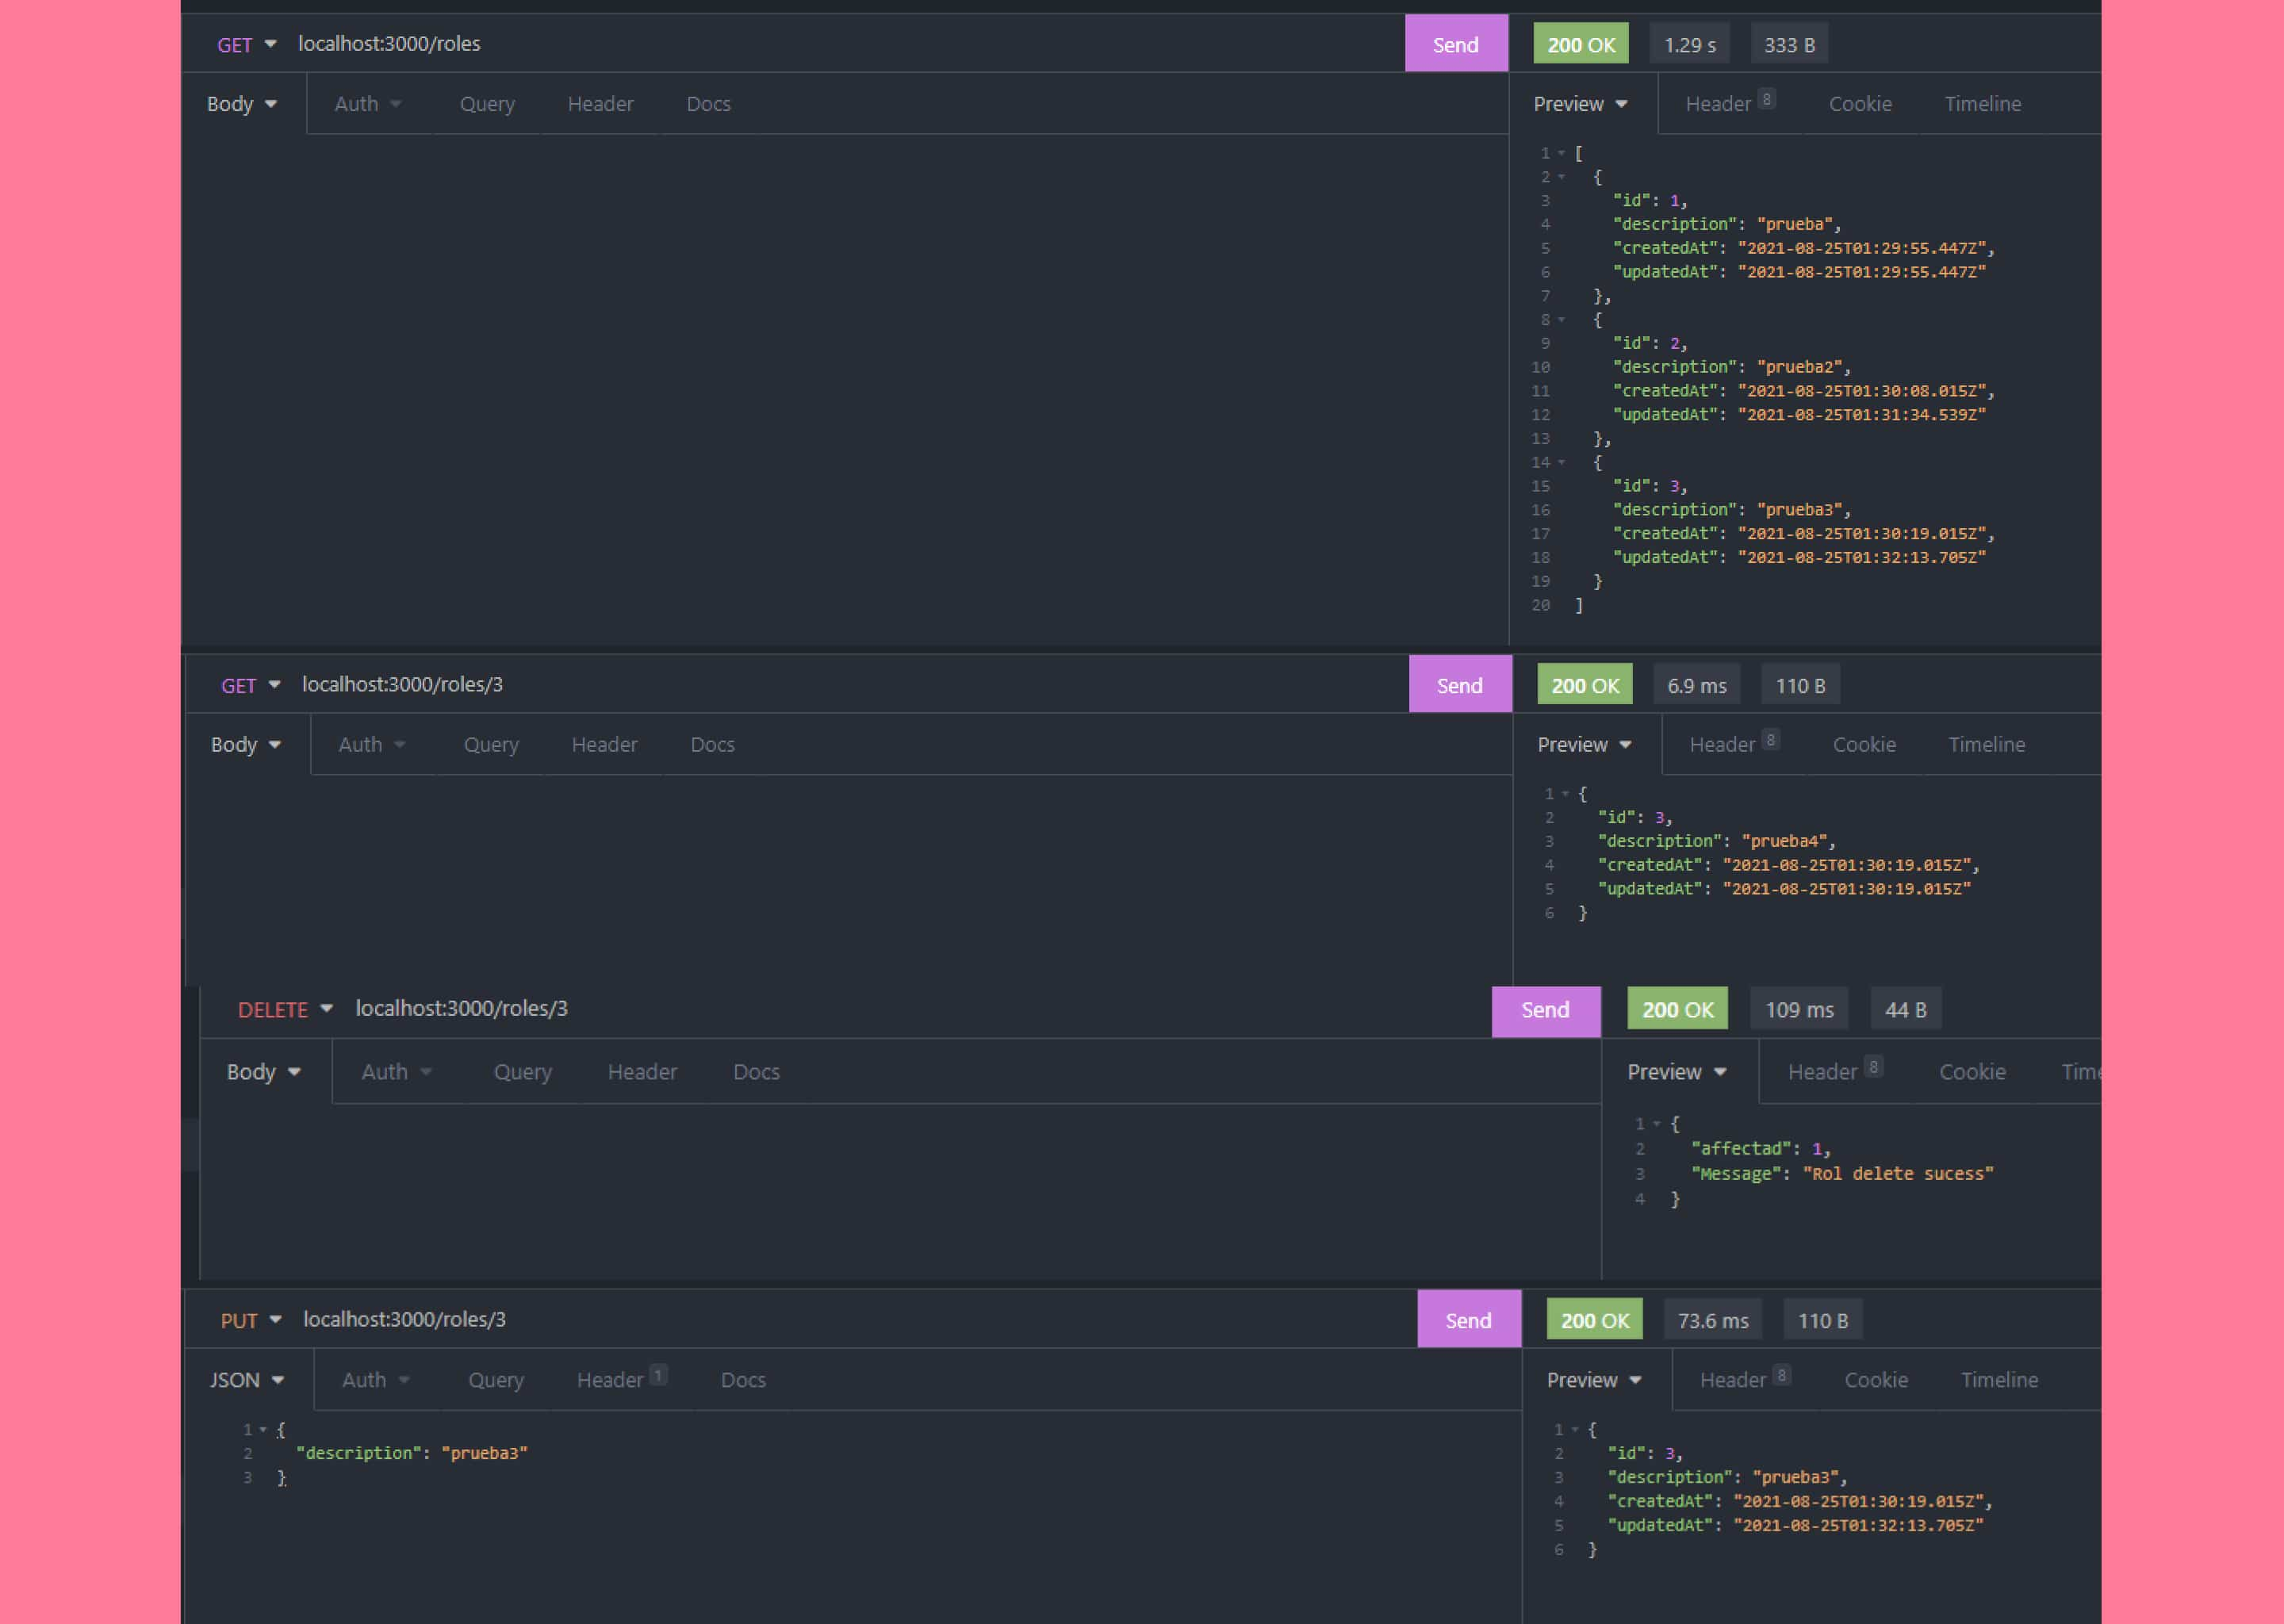 GET localhost:3000/roles Send 200 OK 1.29 s 333 B
Body Auth Query Header Docs Preview Header 8 Cookie Timeline
1 [
2 {
3 "id": 1,
4 "description": "prueba",
5 "createdAt": "2021-08-25T01:29:55.447Z",
6 "updatedAt": "2021-08-25T01:29:55.447Z"
7 },
8 {
9 "id": 2,
10 "description": "prueba2",
11 "createdAt": "2021-08-25T01:30:08.015Z",
12 "updatedAt": "2021-08-25T01:31:34.539Z"
13 },
14 {
15 "id": 3,
16 "description": "prueba3",
17 "createdAt": "2021-08-25T01:30:19.015Z",
18 "updatedAt": "2021-08-25T01:32:13.705Z"
19 }
20 ]
GET localhost:3000/roles/3 Send 200 OK 6.9 ms 110 B
Body Auth Query Header Docs Preview Header 8 Cookie Timeline
1 {
2 "id": 3,
3 "description": "prueba4",
4 "createdAt": "2021-08-25T01:30:19.015Z",
5 "updatedAt": "2021-08-25T01:30:19.015Z"
6 }
DELETE localhost:3000/roles/3 Send 200 OK 109 ms 44 B
Body Auth Query Header Docs Preview Header 8 Cookie Time
1 {
2 "affectad": 1,
3 "Message": "Rol delete sucess"
4 }
PUT localhost:3000/roles/3 Send 200 OK 73.6 ms 110 B
JSON Auth Query Header 1 Docs Preview Header 8 Cookie Timeline
1 {
2 "description": "prueba3"
3 }
1 {
2 "id": 3,
3 "description": "prueba3",
4 "createdAt": "2021-08-25T01:30:19.015Z",
5 "updatedAt": "2021-08-25T01:32:13.705Z"
6 }